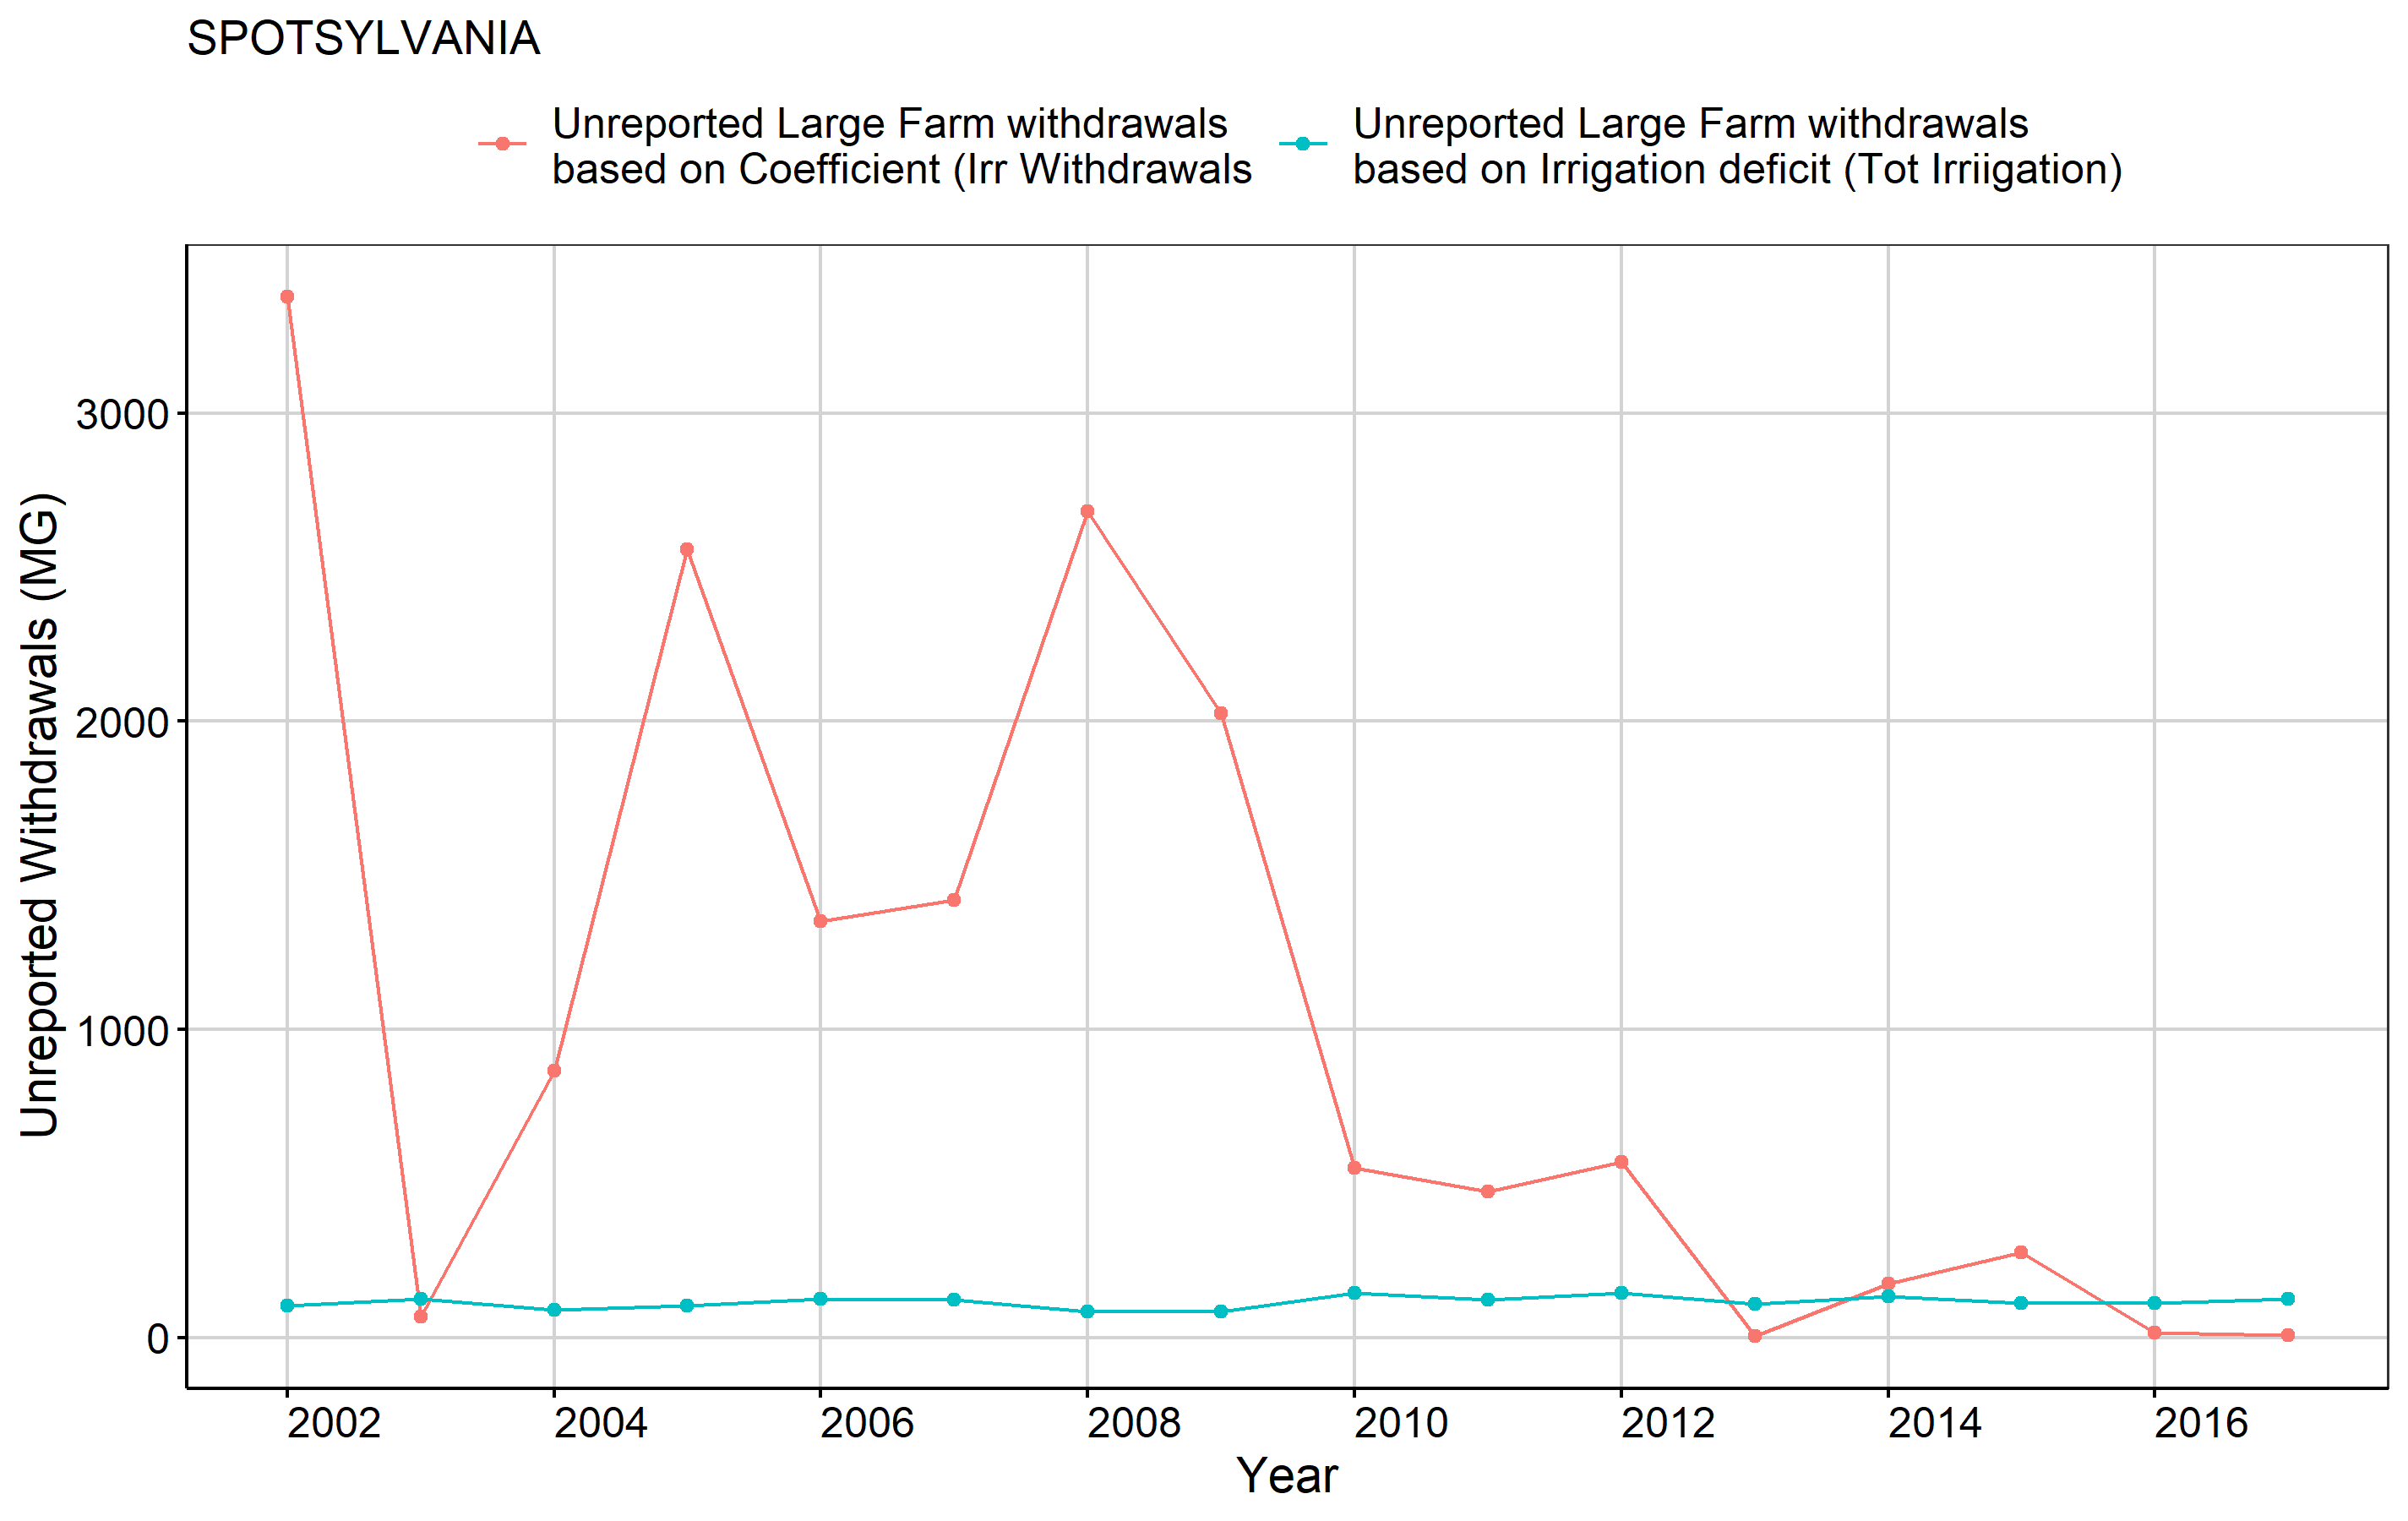 SPOTSYLVANIA
Unreported Large Farm withdrawals
based on Coefficient (Irr Withdrawals
Unreported Large Farm withdrawals
based on Irrigation deficit (Tot Irriigation)
Unreported Withdrawals (MG)
3000
2000
1000
0
2002 2004 2006 2008 2010 2012 2014 2016
Year